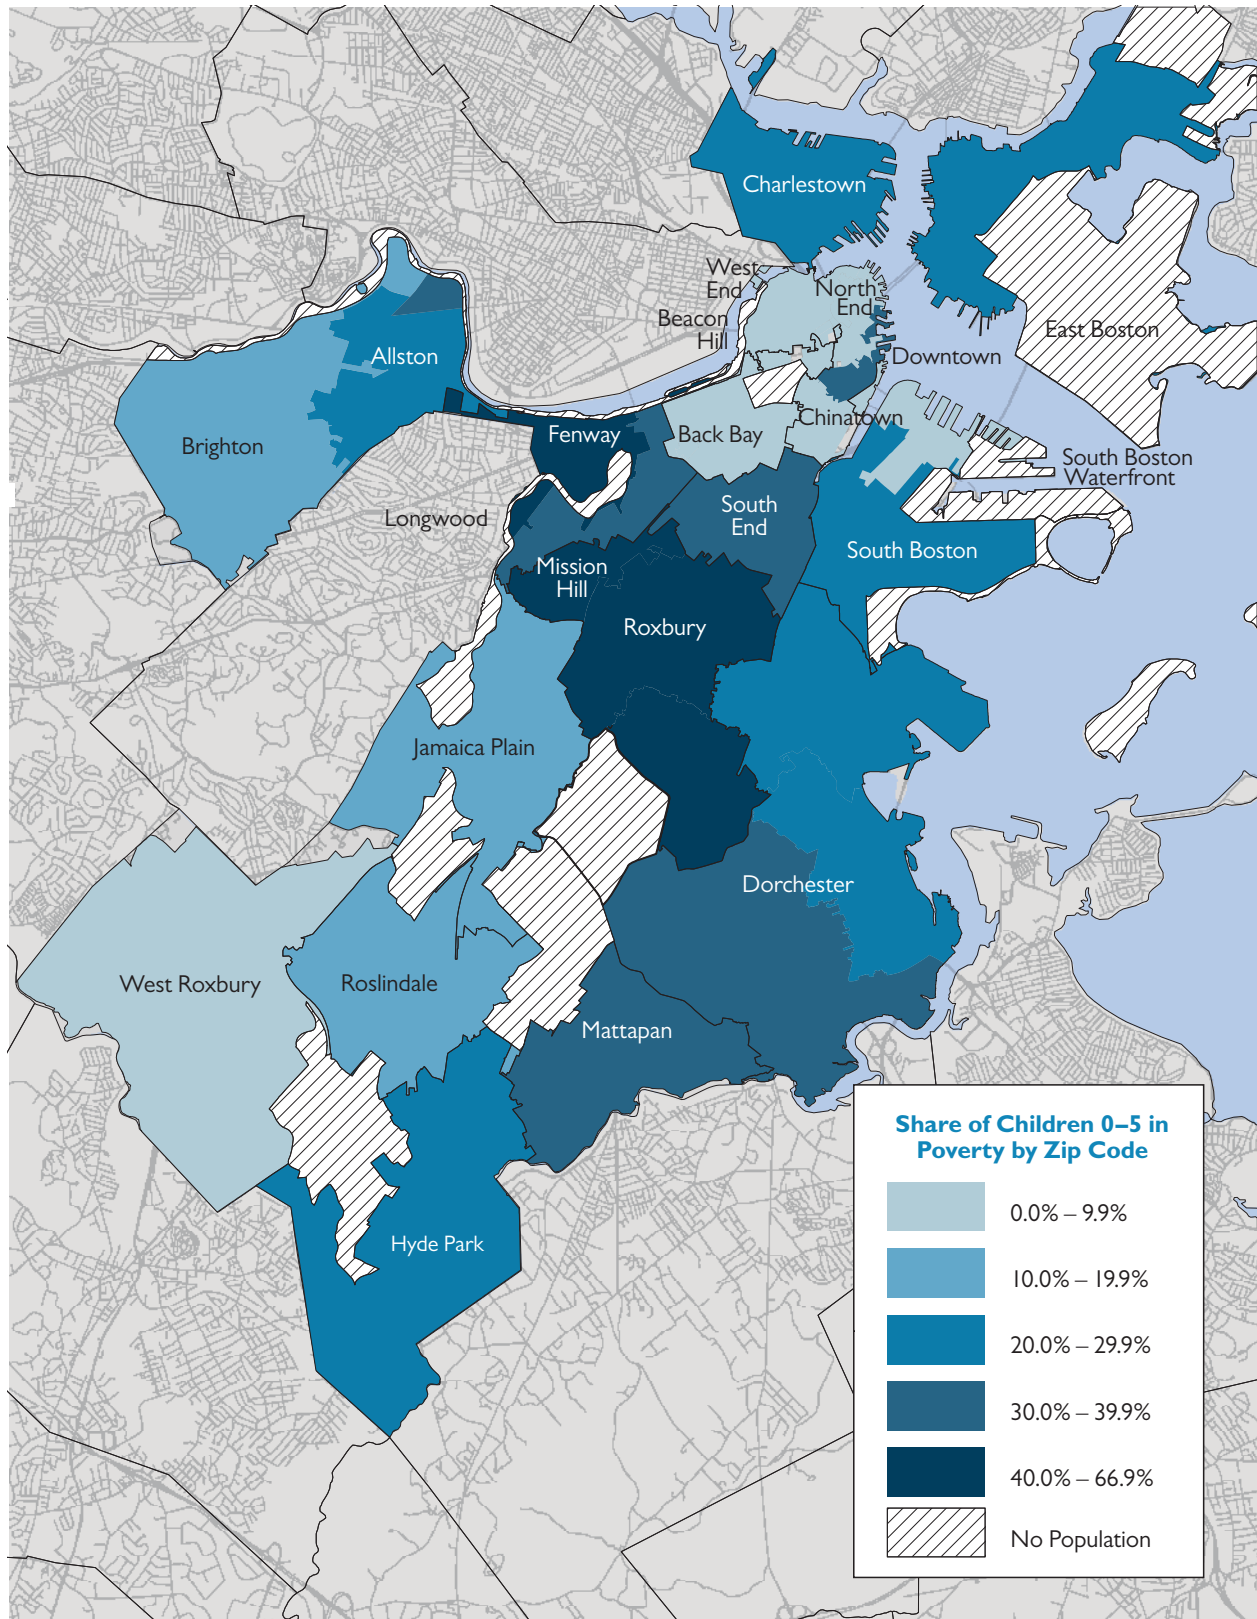 Charlestown
West
End
North
End
Beacon
Hill
East Boston
Downtown
Allston
Chinatown
Fenway
Back Bay
Brighton
South Boston
Waterfront
South
End
Longwood
South Boston
Mission
Hill
Roxbury
Jamaica Plain
Dorchester
West Roxbury
Roslindale
Mattapan
Hyde Park
Share of Children 0–5 in
Poverty by Zip Code
0.0% – 9.9%
10.0% – 19.9%
20.0% – 29.9%
30.0% – 39.9%
40.0% – 66.9%
No Population